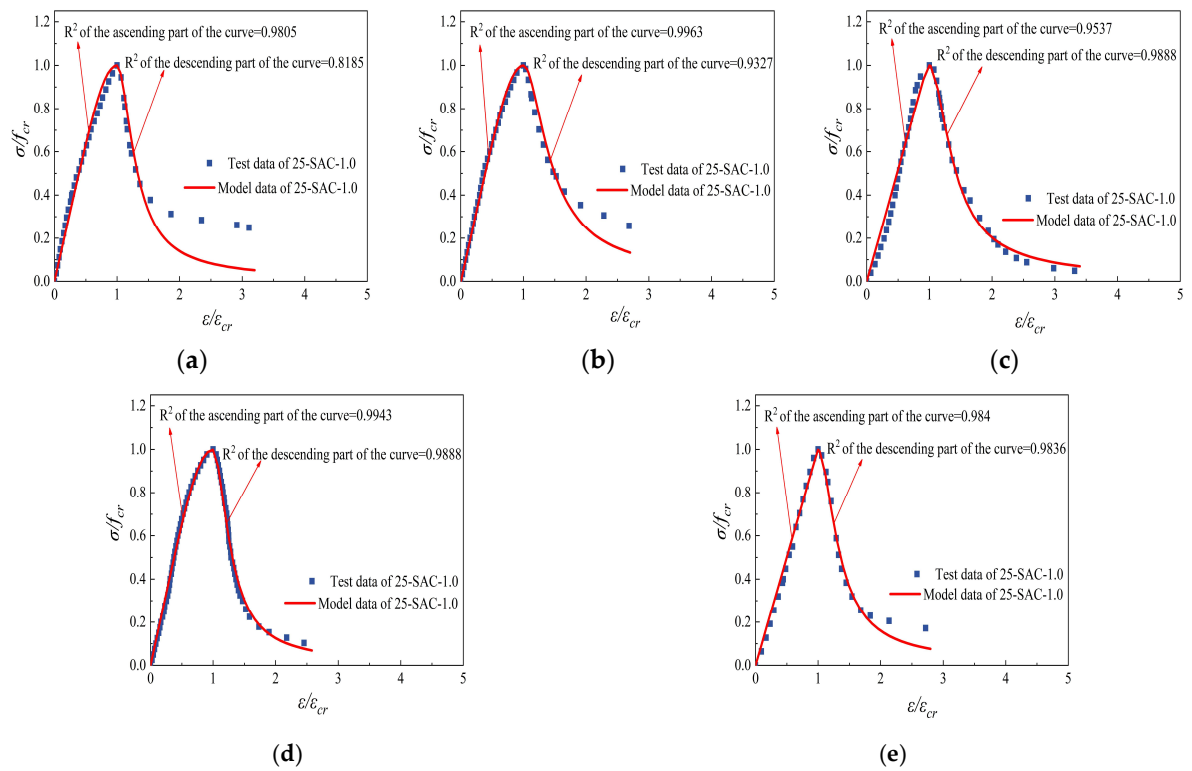 1.2
R² of the ascending part of the curve=0.9805
R² of the descending part of the curve=0.8185
1.0
0.8
0.6
0.4
0.2
0.0
σ/f_cr
Test data of 25-SAC-1.0
Model data of 25-SAC-1.0
0 1 2 3 4 5
ε/ε_cr
(a)
1.2
R² of the ascending part of the curve=0.9963
R² of the descending part of the curve=0.9327
1.0
0.8
0.6
0.4
0.2
0.0
σ/f_cr
Test data of 25-SAC-1.0
Model data of 25-SAC-1.0
0 1 2 3 4 5
ε/ε_cr
(b)
1.2
R² of the ascending part of the curve=0.9537
R² of the descending part of the curve=0.9888
1.0
0.8
0.6
0.4
0.2
0.0
σ/f_cr
Test data of 25-SAC-1.0
Model data of 25-SAC-1.0
0 1 2 3 4 5
ε/ε_cr
(c)
1.2
R² of the ascending part of the curve=0.9943
R² of the descending part of the curve=0.9888
1.0
0.8
0.6
0.4
0.2
0.0
σ/f_cr
Test data of 25-SAC-1.0
Model data of 25-SAC-1.0
0 1 2 3 4 5
ε/ε_cr
(d)
1.2
R² of the ascending part of the curve=0.984
R² of the descending part of the curve=0.9836
1.0
0.8
0.6
0.4
0.2
0.0
σ/f_cr
Test data of 25-SAC-1.0
Model data of 25-SAC-1.0
0 1 2 3 4 5
ε/ε_cr
(e)